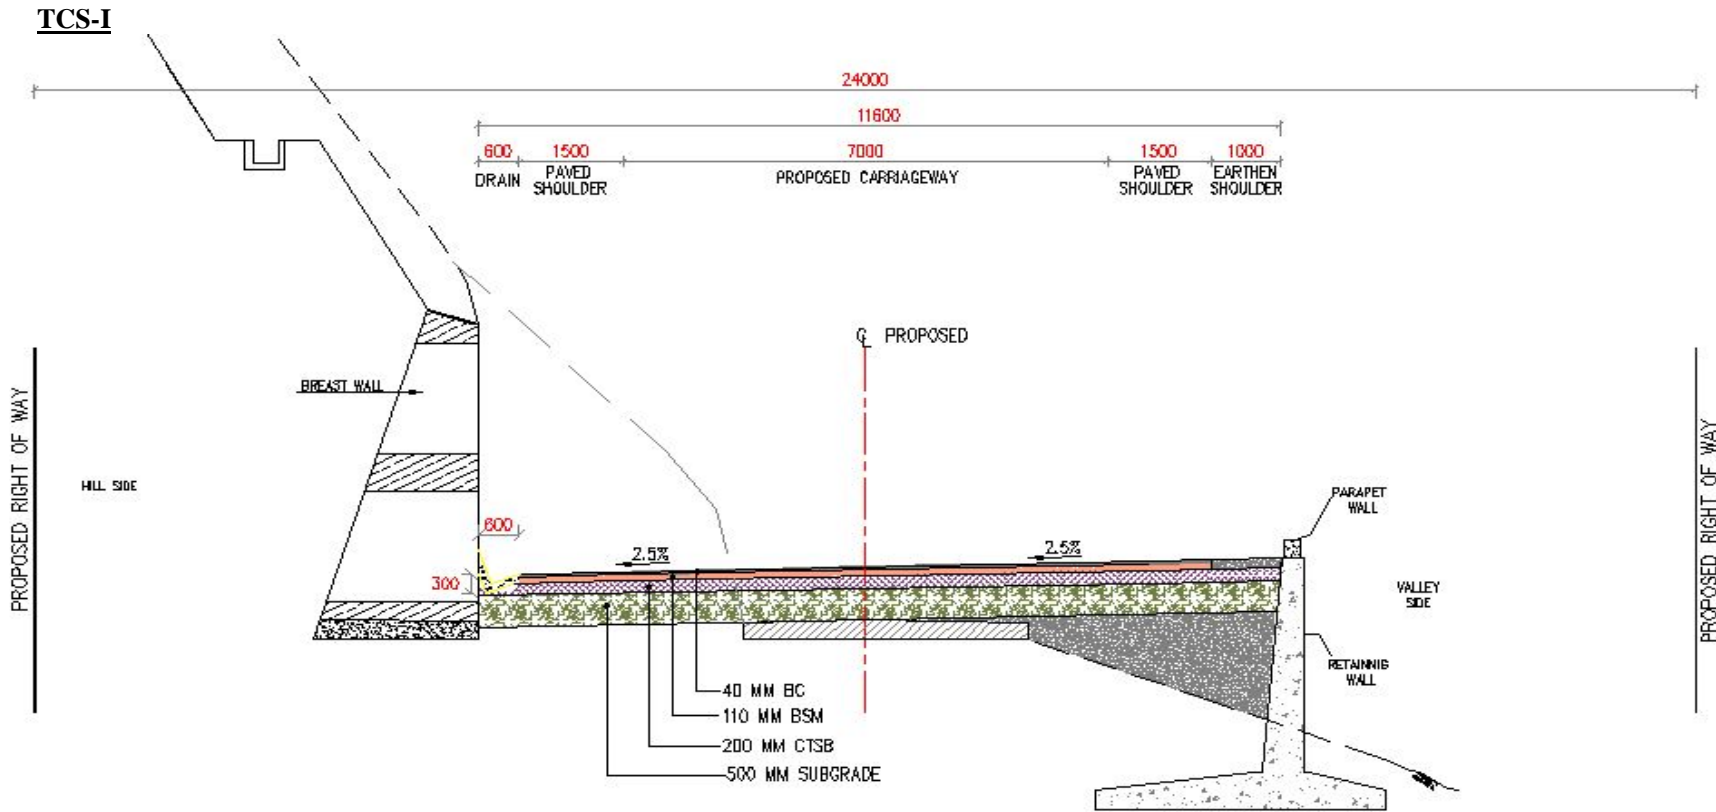 TCS-I
24000
11600
600 1500 7000 1500 1000
DRAIN
PAVED
SHOULDER
PROPOSED CARRIAGEWAY
PAVED
SHOULDER
EARTHEN
SHOULDER
℄ PROPOSED
BREAST WALL
PROPOSED RIGHT OF WAY
HILL SIDE
600
300
2.5%
2.5%
PARAPET
WALL
VALLEY
SIDE
RETAINNIG
WALL
PROPOSED RIGHT OF WAY
40 MM BC
110 MM BSM
200 MM CTSB
500 MM SUBGRADE